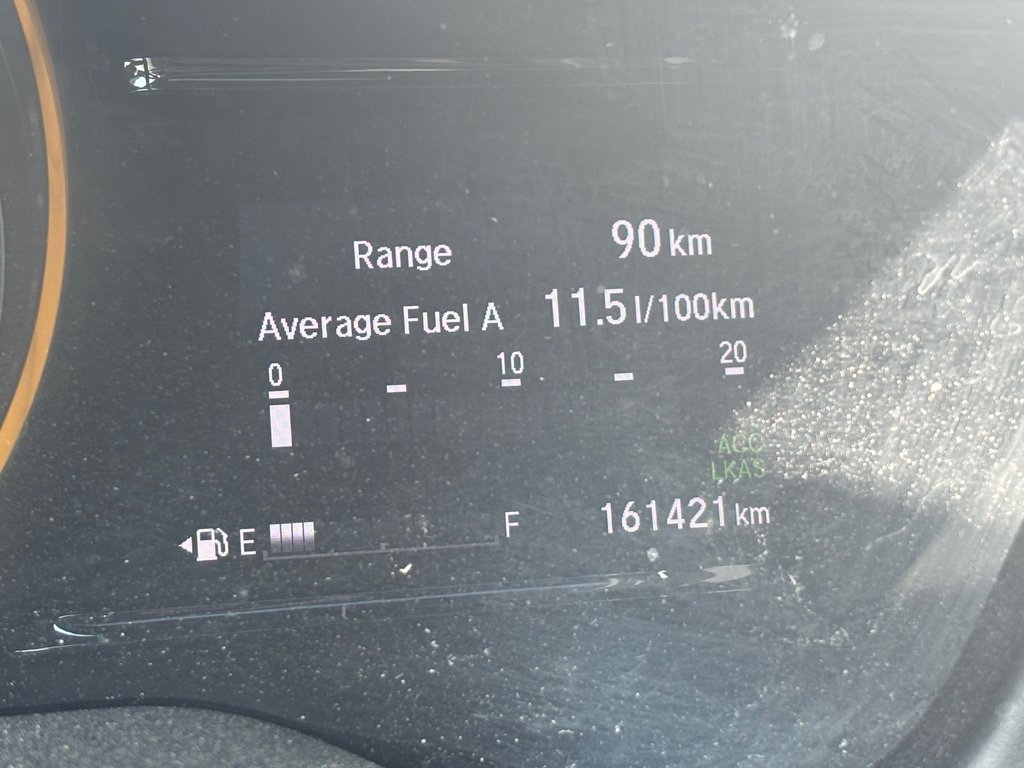 Range 90 km
Average Fuel A 11.5 l/100km
0 10 20
ACC
LKAS
E F 161421 km